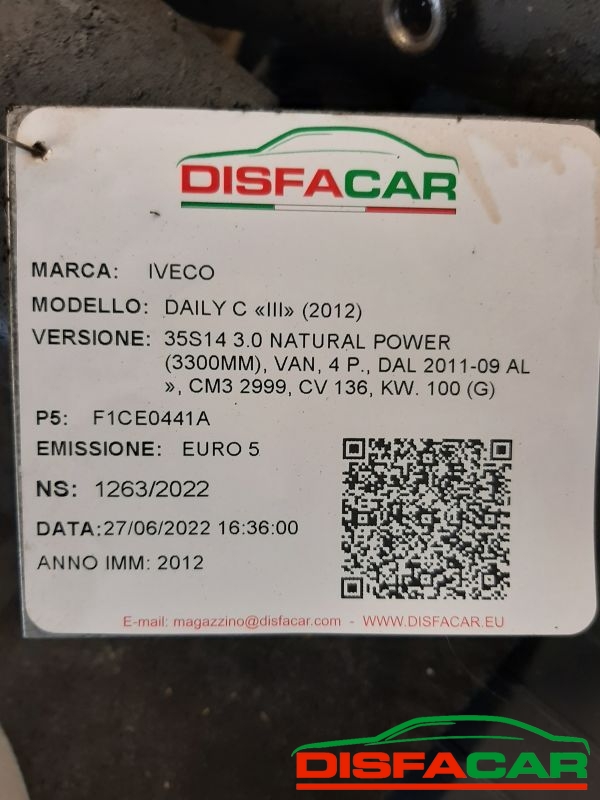 DISFACAR
MARCA: IVECO
MODELLO: DAILY C «III» (2012)
VERSIONE: 35S14 3.0 NATURAL POWER
(3300MM), VAN, 4 P., DAL 2011-09 AL
», CM3 2999, CV 136, KW. 100 (G)
P5: F1CE0441A
EMISSIONE: EURO 5
NS: 1263/2022
DATA:27/06/2022 16:36:00
ANNO IMM: 2012
E-mail: magazzino@disfacar.com - WWW.DISFACAR.EU
DISFACAR